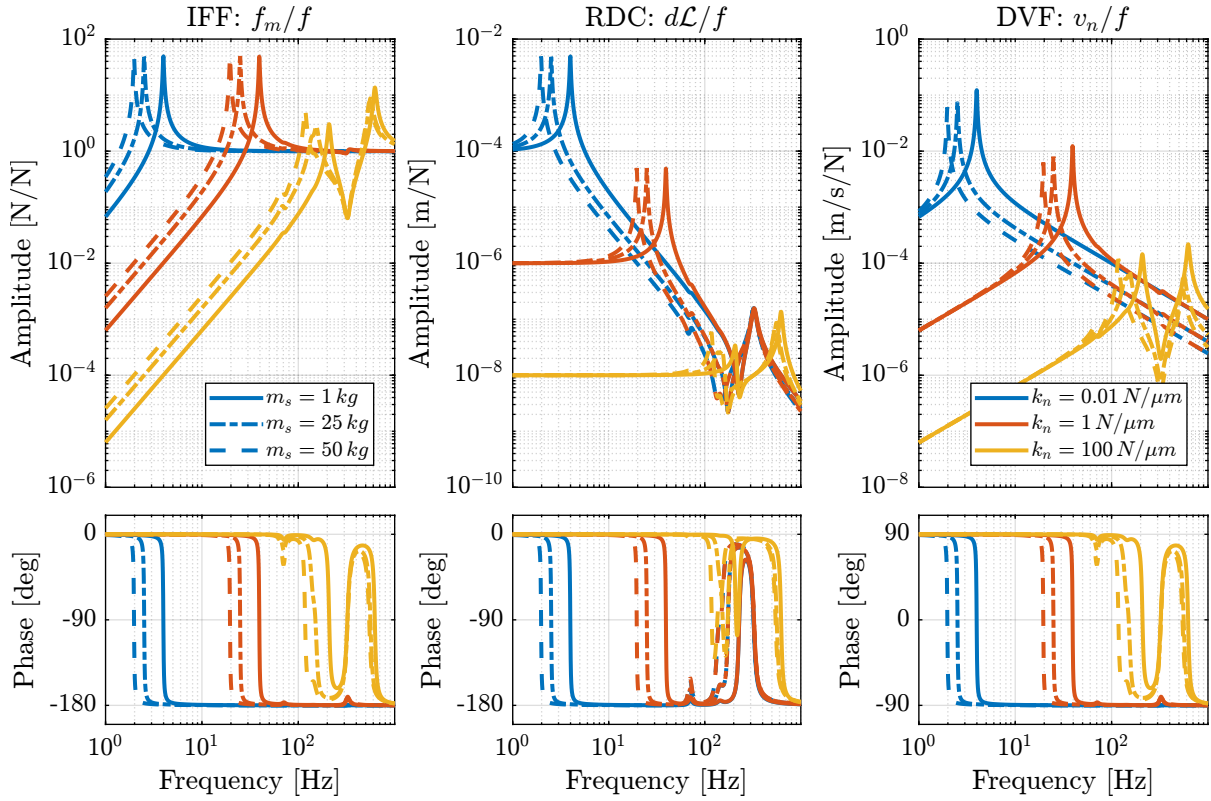 IFF: f_m/f
RDC: dℒ/f
DVF: v_n/f
Amplitude [N/N]
10^2
10^0
10^-2
10^-4
10^-6
m_s = 1 kg
m_s = 25 kg
m_s = 50 kg
Amplitude [m/N]
10^-2
10^-4
10^-6
10^-8
10^-10
Amplitude [m/s/N]
10^0
10^-2
10^-4
10^-6
10^-8
k_n = 0.01 N/μm
k_n = 1 N/μm
k_n = 100 N/μm
Phase [deg]
0
-90
-180
10^0 10^1 10^2
Frequency [Hz]
Phase [deg]
0
-90
-180
10^0 10^1 10^2
Frequency [Hz]
Phase [deg]
90
0
-90
10^0 10^1 10^2
Frequency [Hz]